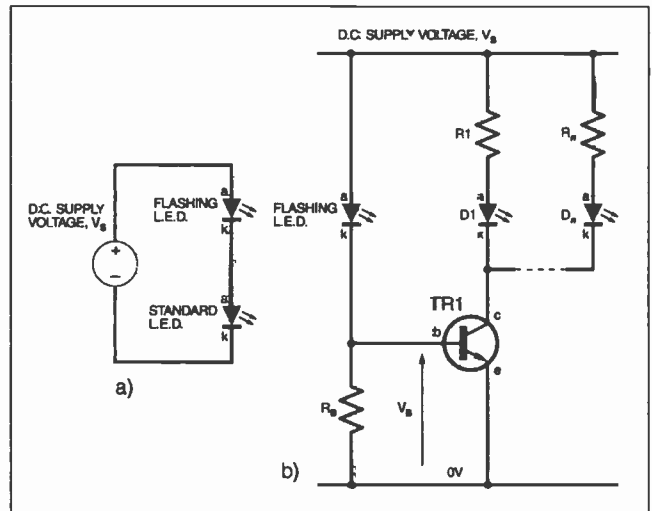 D.C. SUPPLY
VOLTAGE, Vs
a
FLASHING
L.E.D.
k
a
STANDARD
L.E.D.
k
+
−
a)
D.C. SUPPLY VOLTAGE, Vs
R1
Rn
a
FLASHING
L.E.D.
k
a
D1
k
a
Dn
k
TR1
c
b
e
RB
VB
0V
b)